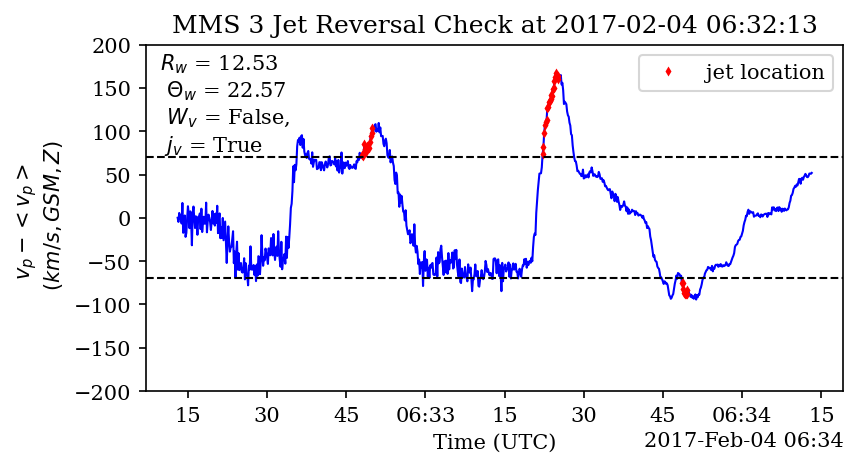 MMS 3 Jet Reversal Check at 2017-02-04 06:32:13
R_w = 12.53
Θ_w = 22.57
W_v = False,
j_v = True
jet location
200
150
100
50
0
−50
−100
−150
−200
v_p − < v_p >
(km/s, GSM, Z)
15
30
45
06:33
15
30
45
06:34
15
Time (UTC)
2017-Feb-04 06:34